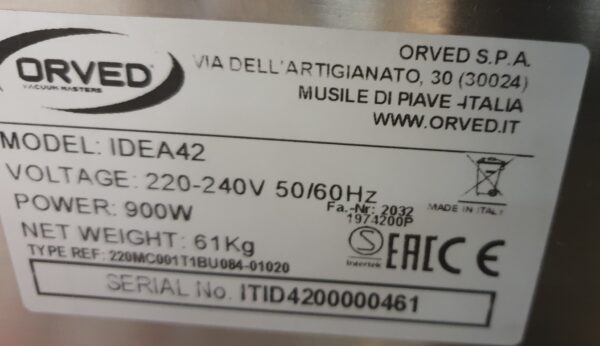 ORVED
VACUUM MASTERS
ORVED S.P.A.
VIA DELL'ARTIGIANATO, 30 (30024)
MUSILE DI PIAVE -ITALIA
WWW.ORVED.IT
MODEL: IDEA42
VOLTAGE: 220-240V 50/60Hz
POWER: 900W
Fa.-Nr: 2032
1974200P
MADE IN ITALY
NET WEIGHT: 61Kg
TYPE REF: 220MC001T1BU084-01020
S
Intertek
EAC CE
SERIAL No. ITID4200000461